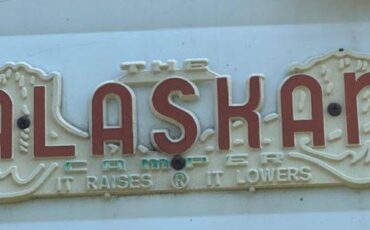 THE
ALASKAN
CAMPER
IT RAISES ® IT LOWERS